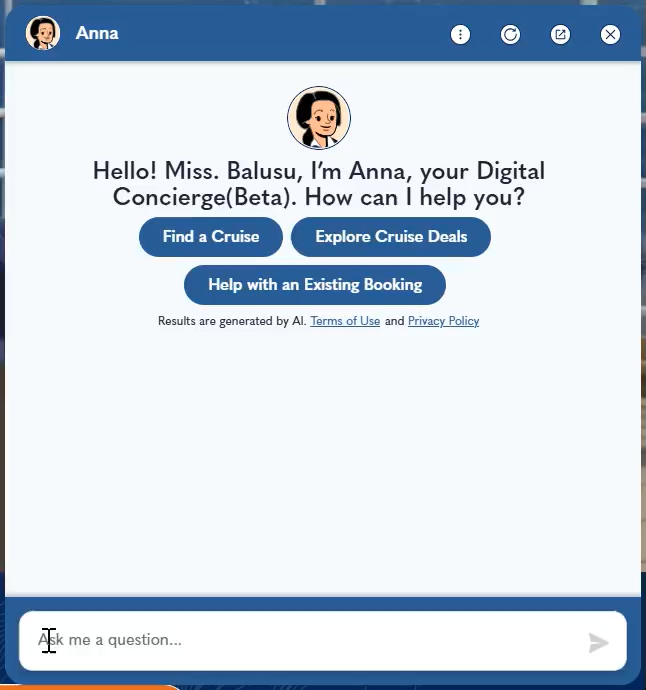 Anna
Hello! Miss. Balusu, I'm Anna, your Digital
Concierge(Beta). How can I help you?
Find a Cruise
Explore Cruise Deals
Help with an Existing Booking
Results are generated by AI. Terms of Use and Privacy Policy
Ask me a question...